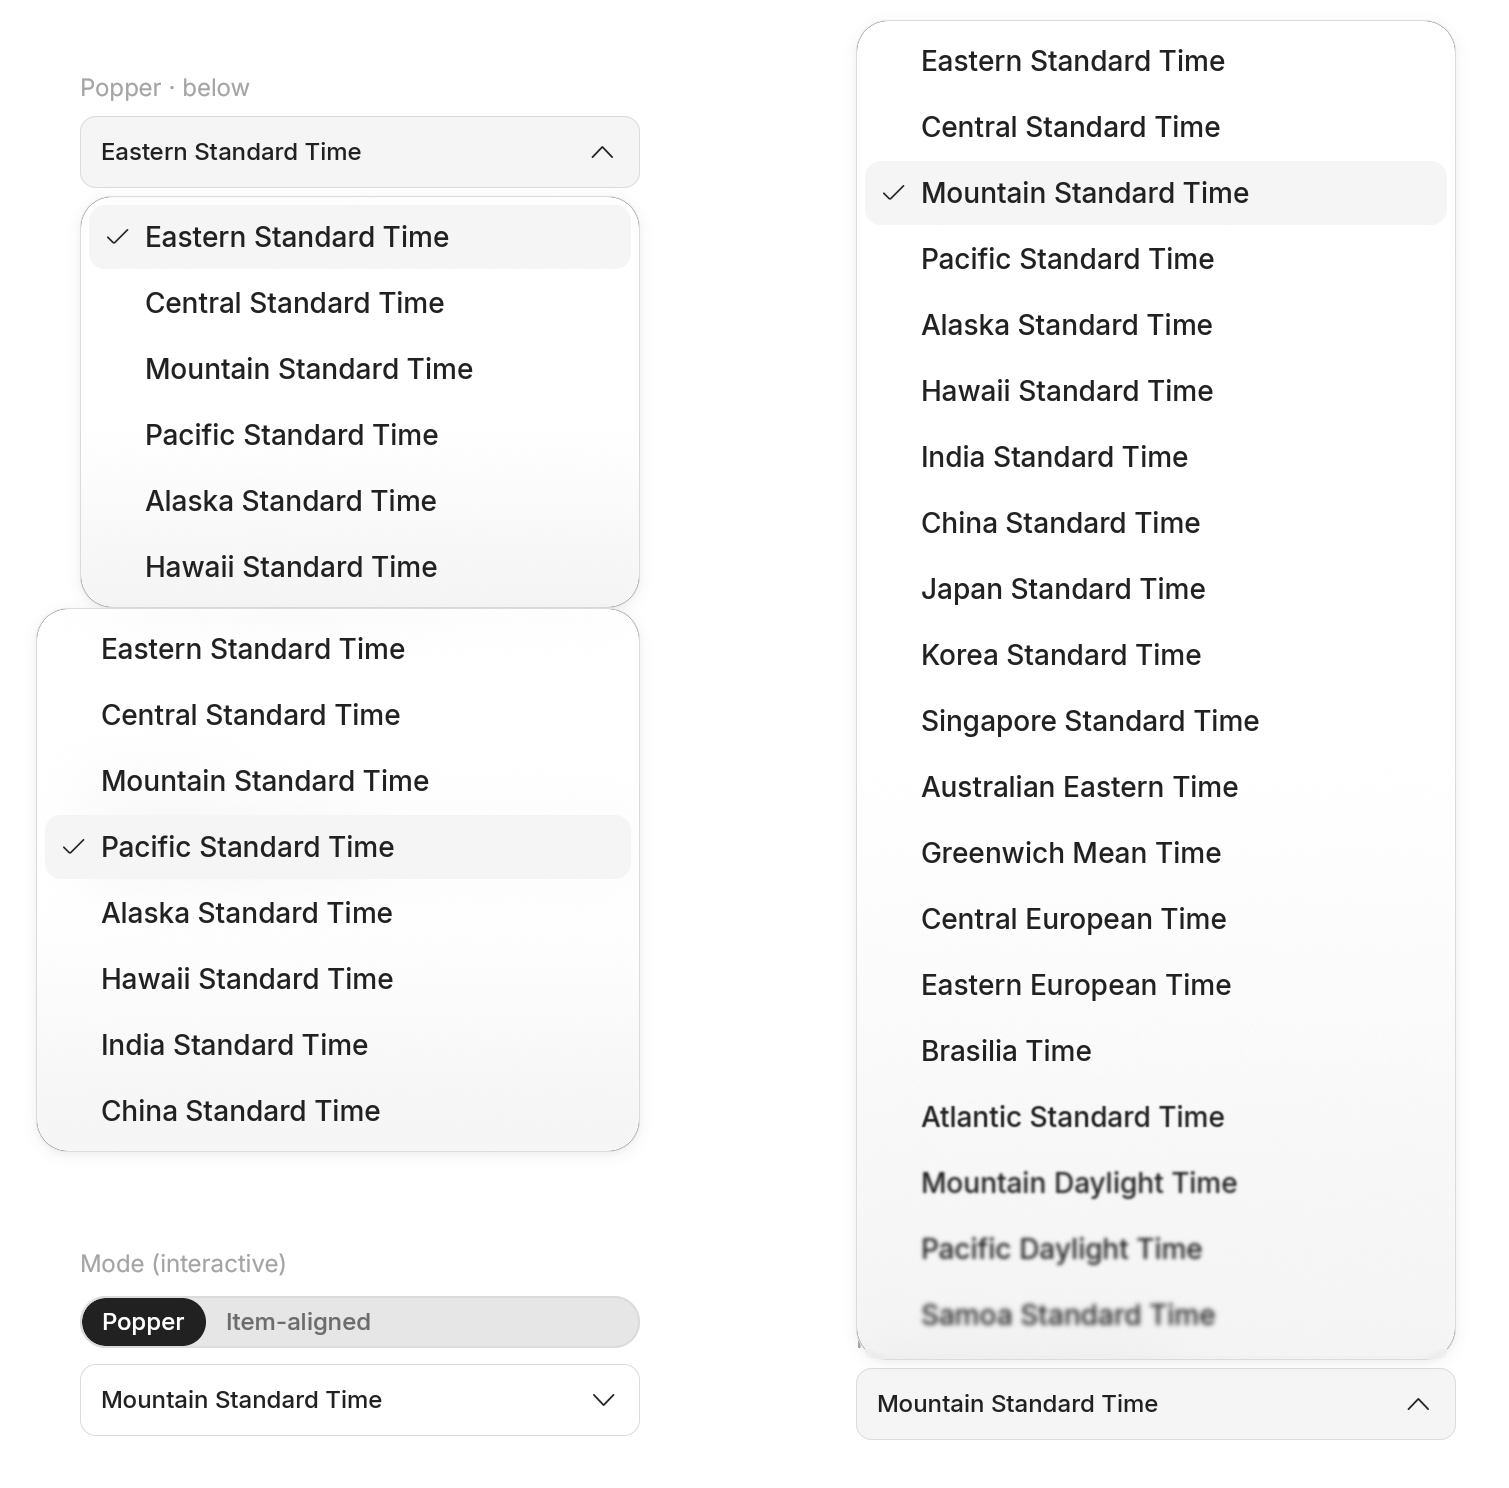 Popper · below
Eastern Standard Time
Eastern Standard Time
Central Standard Time
Mountain Standard Time
Pacific Standard Time
Alaska Standard Time
Hawaii Standard Time
Eastern Standard Time
Central Standard Time
Mountain Standard Time
Pacific Standard Time
Alaska Standard Time
Hawaii Standard Time
India Standard Time
China Standard Time
Mode (interactive)
Popper Item-aligned
Mountain Standard Time
Eastern Standard Time
Central Standard Time
Mountain Standard Time
Pacific Standard Time
Alaska Standard Time
Hawaii Standard Time
India Standard Time
China Standard Time
Japan Standard Time
Korea Standard Time
Singapore Standard Time
Australian Eastern Time
Greenwich Mean Time
Central European Time
Eastern European Time
Brasilia Time
Atlantic Standard Time
Mountain Daylight Time
Pacific Daylight Time
Samoa Standard Time
Mountain Standard Time